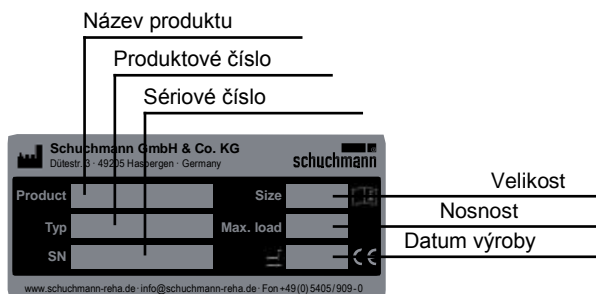 Název produktu
Produktové číslo
Sériové číslo
Schuchmann GmbH & Co. KG
Dütestr. 3 · 49205 Hasbergen · Germany
schuchmann
Product
Size
Velikost
Typ
Max. load
Nosnost
SN
CE
Datum výroby
www.schuchmann-reha.de · info@schuchmann-reha.de · Fon +49 (0) 5405 / 909 - 0